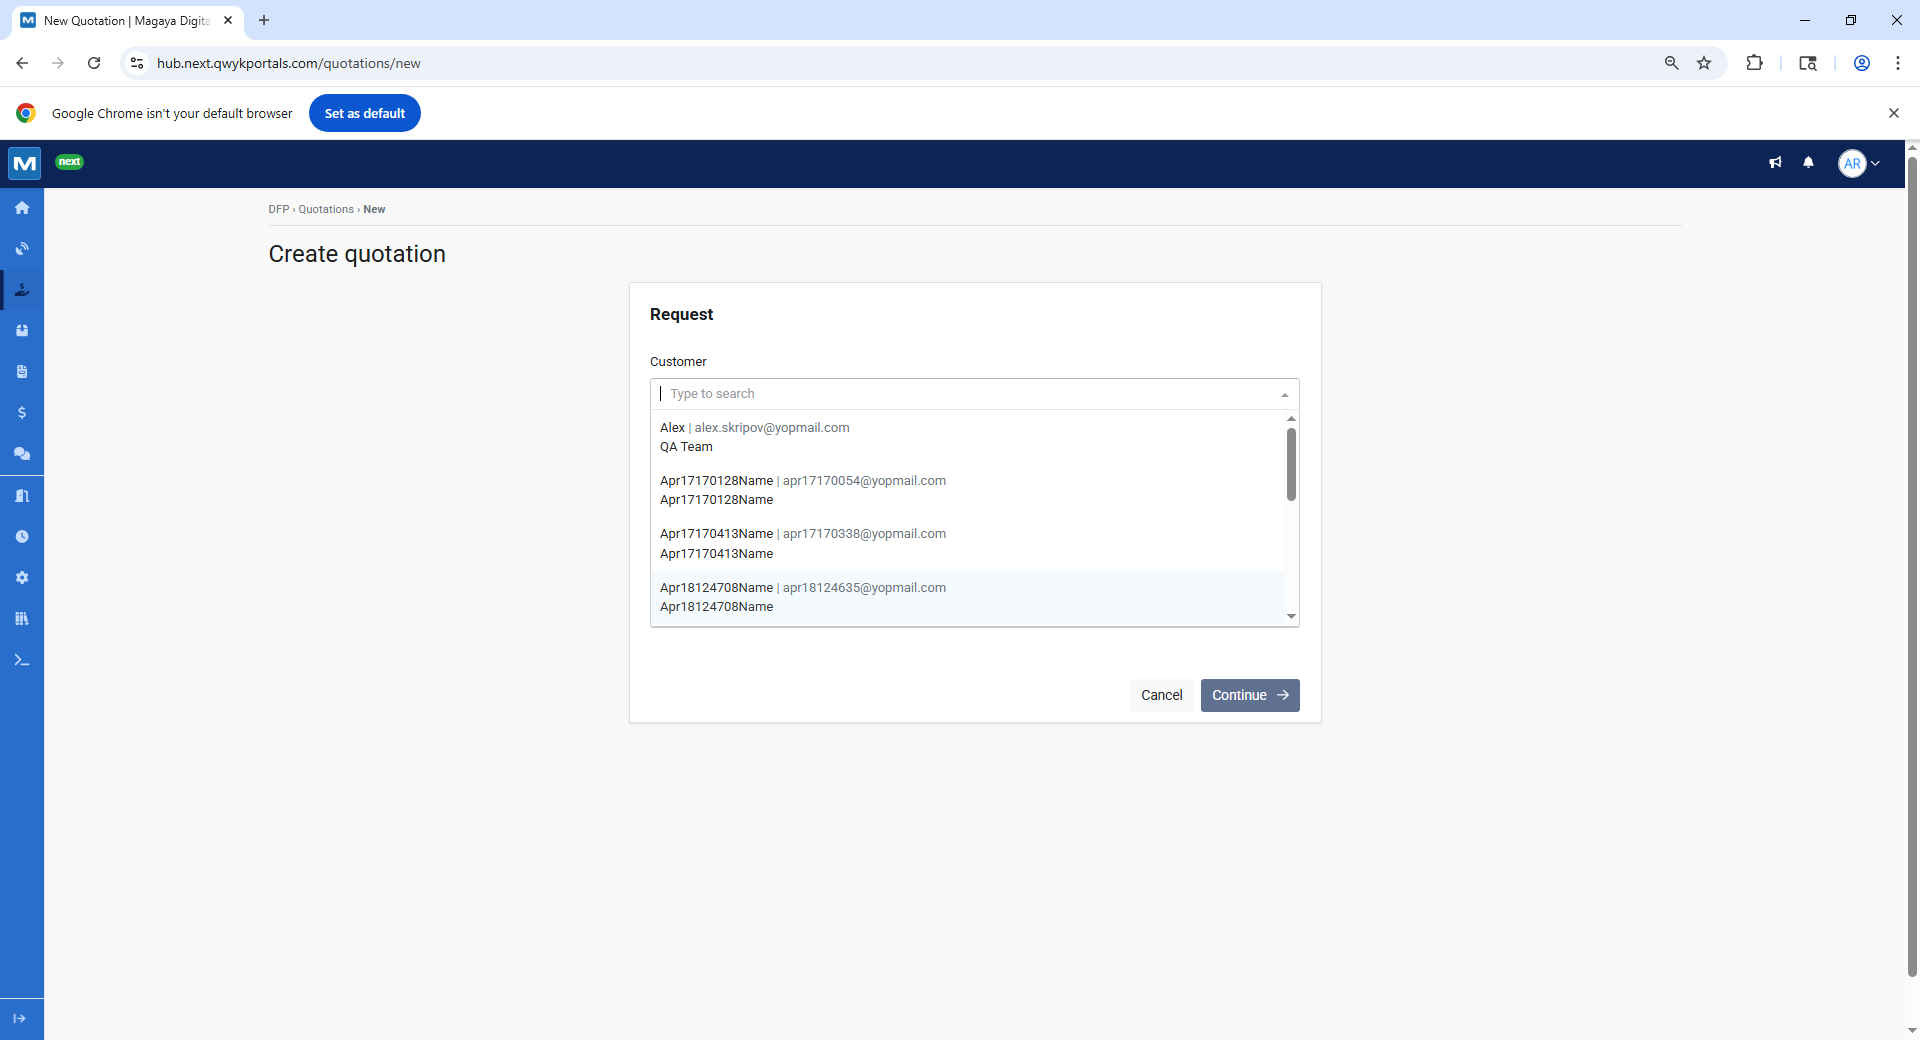 New Quotation | Magaya Digita
hub.next.qwykportals.com/quotations/new
Google Chrome isn't your default browser
Set as default
M
next
AR
DFP › Quotations › New
Create quotation
Request
Customer
Type to search
Alex | alex.skripov@yopmail.com
QA Team
Apr17170128Name | apr17170054@yopmail.com
Apr17170128Name
Apr17170413Name | apr17170338@yopmail.com
Apr17170413Name
Apr18124708Name | apr18124635@yopmail.com
Apr18124708Name
Cancel
Continue